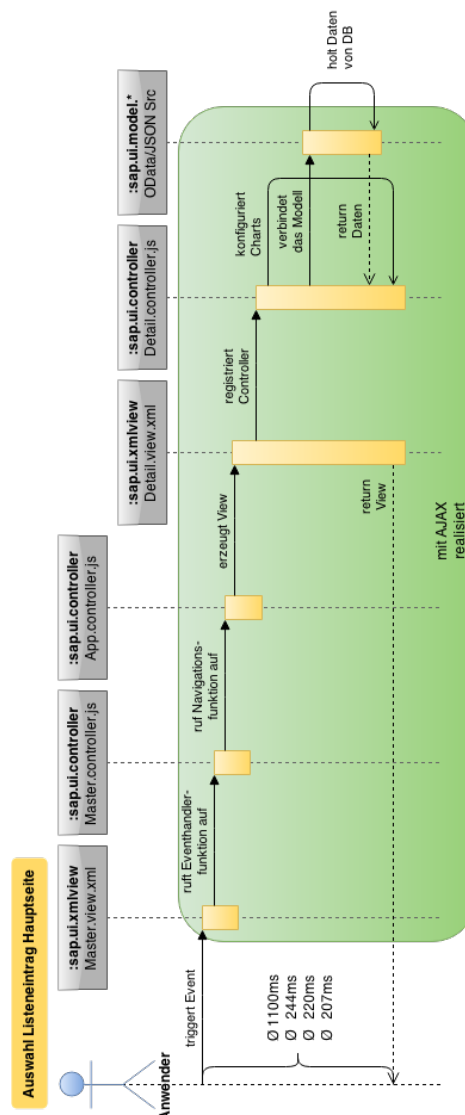 Auswahl Listeneintrag Hauptseite
Anwender
:sap.ui.xmlview
Master.view.xml
:sap.ui.controller
Master.controller.js
:sap.ui.controller
App.controller.js
:sap.ui.xmlview
Detail.view.xml
:sap.ui.controller
Detail.controller.js
:sap.ui.model.*
OData/JSON Src
triggert Event
ruft Eventhandler-
funktion auf
ruf Navigations-
funktion auf
erzeugt View
registriert
Controller
konfiguriert
Charts
verbindet
das Modell
holt Daten
von DB
return
Daten
return
View
Ø 1100ms
Ø 244ms
Ø 220ms
Ø 207ms
mit AJAX
realisiert